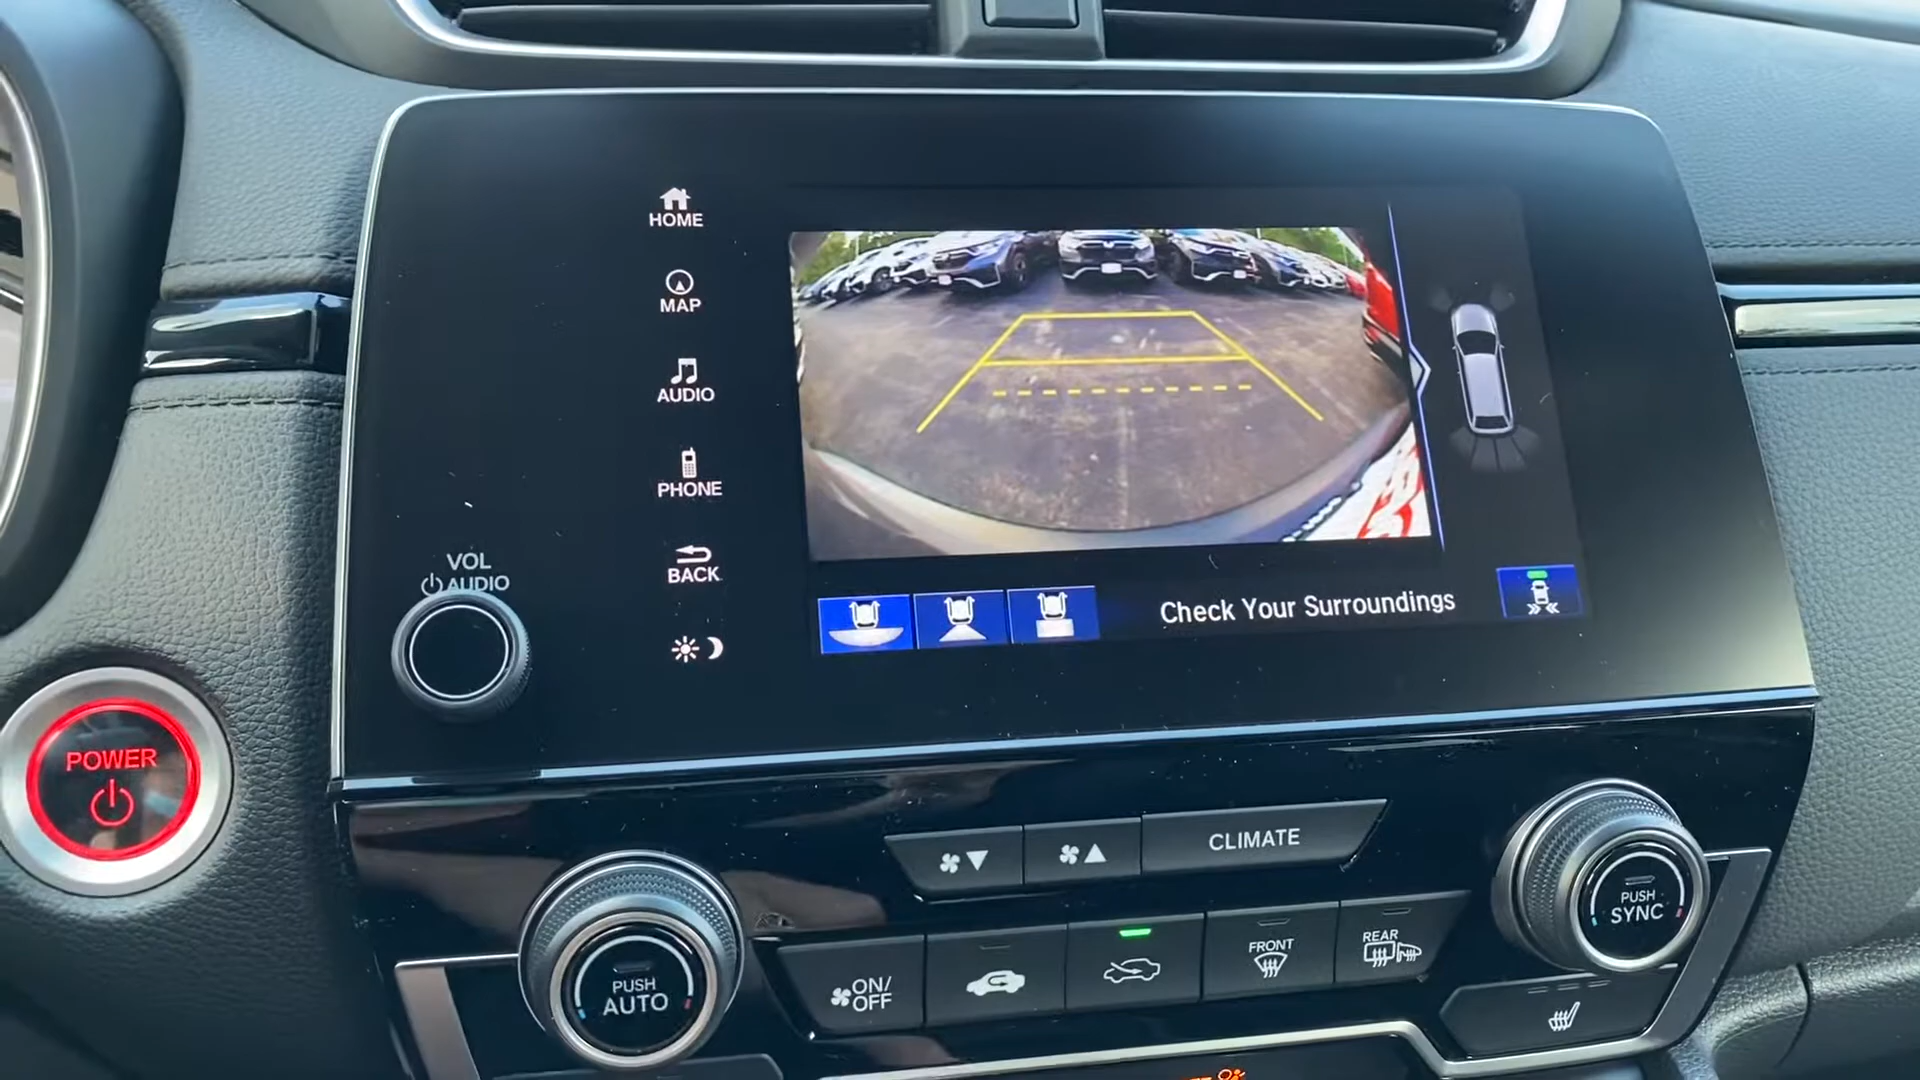 HOME
MAP
AUDIO
PHONE
BACK
VOL
AUDIO
Check Your Surroundings
POWER
CLIMATE
PUSH
AUTO
ON/
OFF
FRONT
REAR
PUSH
SYNC